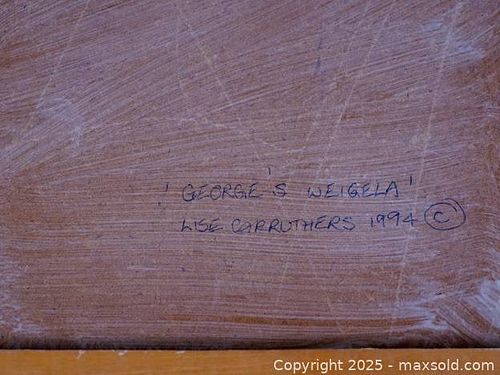 'GEORGE'S WEIGELA'
LISE CARRUTHERS 1994 ©
Copyright 2025 - maxsold.com